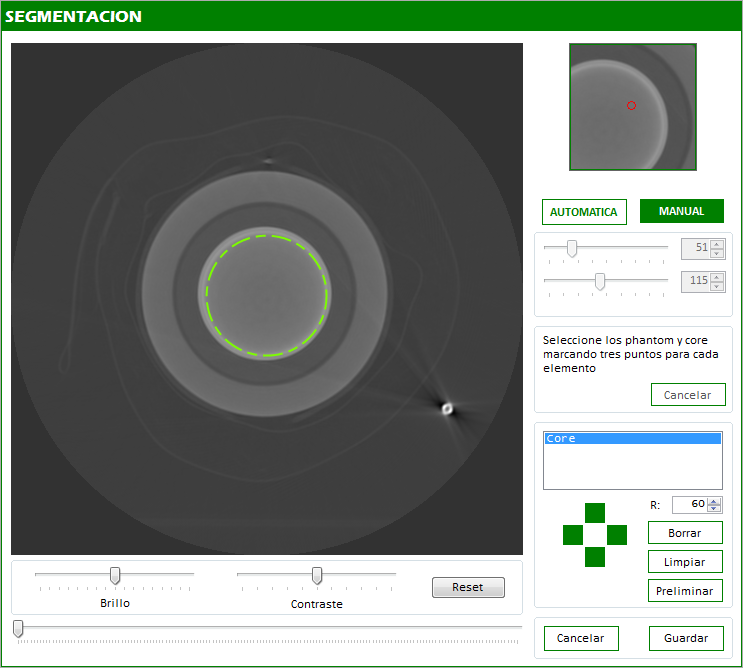 SEGMENTACION
AUTOMATICA
MANUAL
51
115
Seleccione los phantom y core
marcando tres puntos para cada
elemento
Cancelar
Core
R: 60
Borrar
Limpiar
Preliminar
Brillo
Contraste
Reset
Cancelar
Guardar